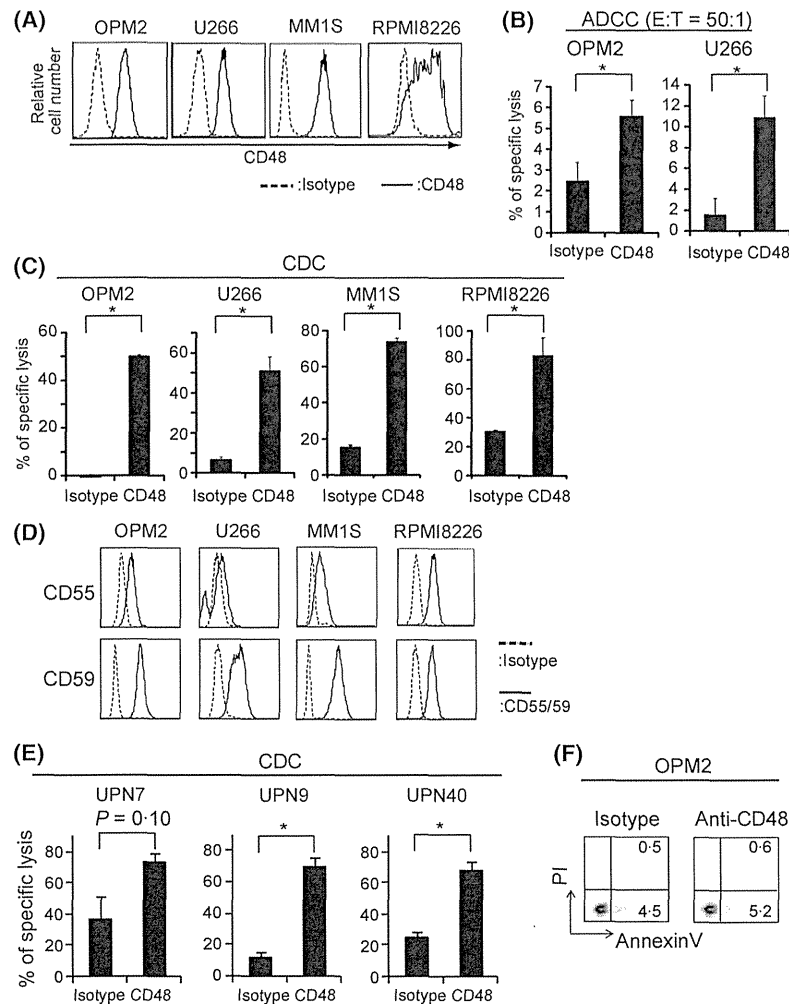 (A)
OPM2 U266 MM1S RPMI8226
Relative
cell number
CD48
:Isotype :CD48
(B)
ADCC (E:T = 50:1)
OPM2 U266
* *
% of specific lysis
7 6 5 4 3 2 1 0
14 12 10 8 6 4 2 0
Isotype CD48 Isotype CD48
(C)
CDC
OPM2 U266 MM1S RPMI8226
* * * *
% of specific lysis
60 40 20 0
60 40 20 0
80 60 40 20 0
100 80 60 40 20 0
Isotype CD48 Isotype CD48 Isotype CD48 Isotype CD48
(D)
OPM2 U266 MM1S RPMI8226
CD55
CD59
:Isotype
:CD55/59
(E)
CDC
UPN7 UPN9 UPN40
P = 0·10 * *
% of specific lysis
80 60 40 20 0
80 60 40 20 0
80 60 40 20 0
Isotype CD48 Isotype CD48 Isotype CD48
(F)
OPM2
Isotype Anti-CD48
0·5 0·6
PI
4·5 5·2
AnnexinV